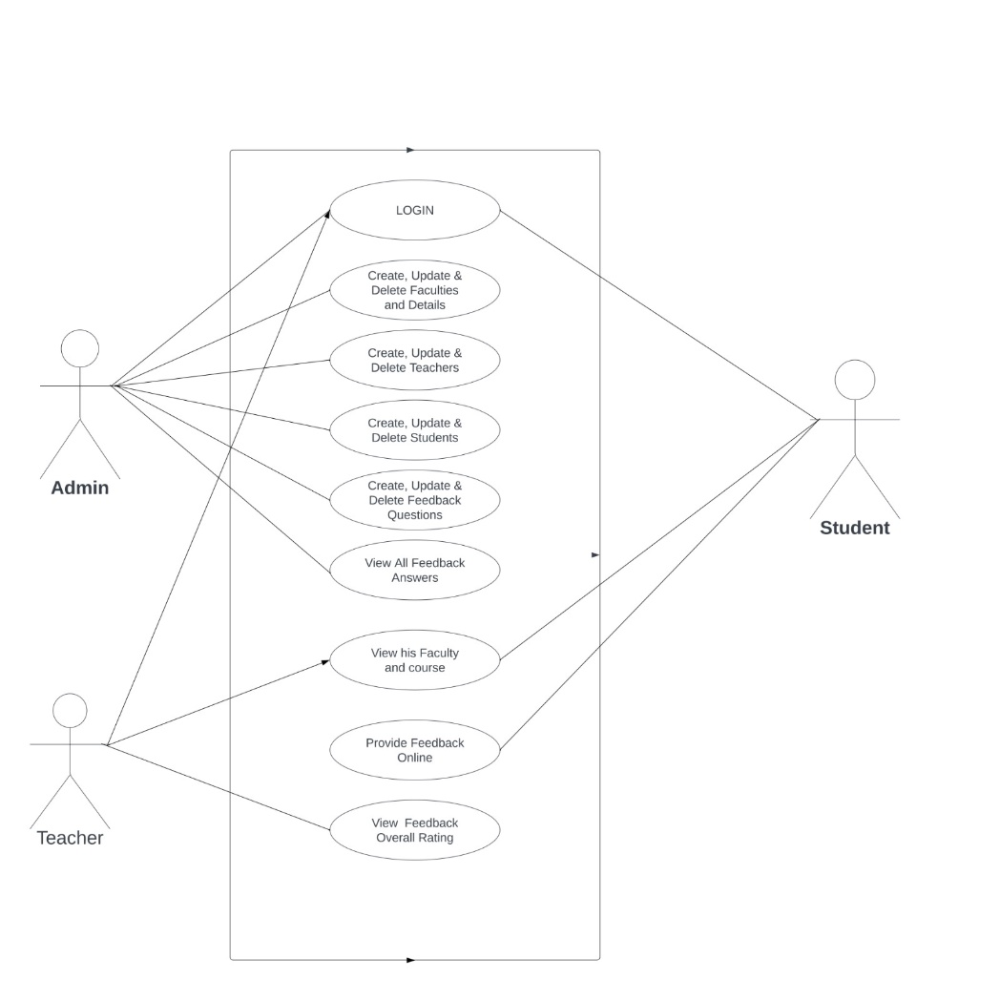 LOGIN
Create, Update &
Delete Faculties
and Details
Create, Update &
Delete Teachers
Create, Update &
Delete Students
Create, Update &
Delete Feedback
Questions
View All Feedback
Answers
View his Faculty
and course
Provide Feedback
Online
View  Feedback
Overall Rating
Admin
Teacher
Student